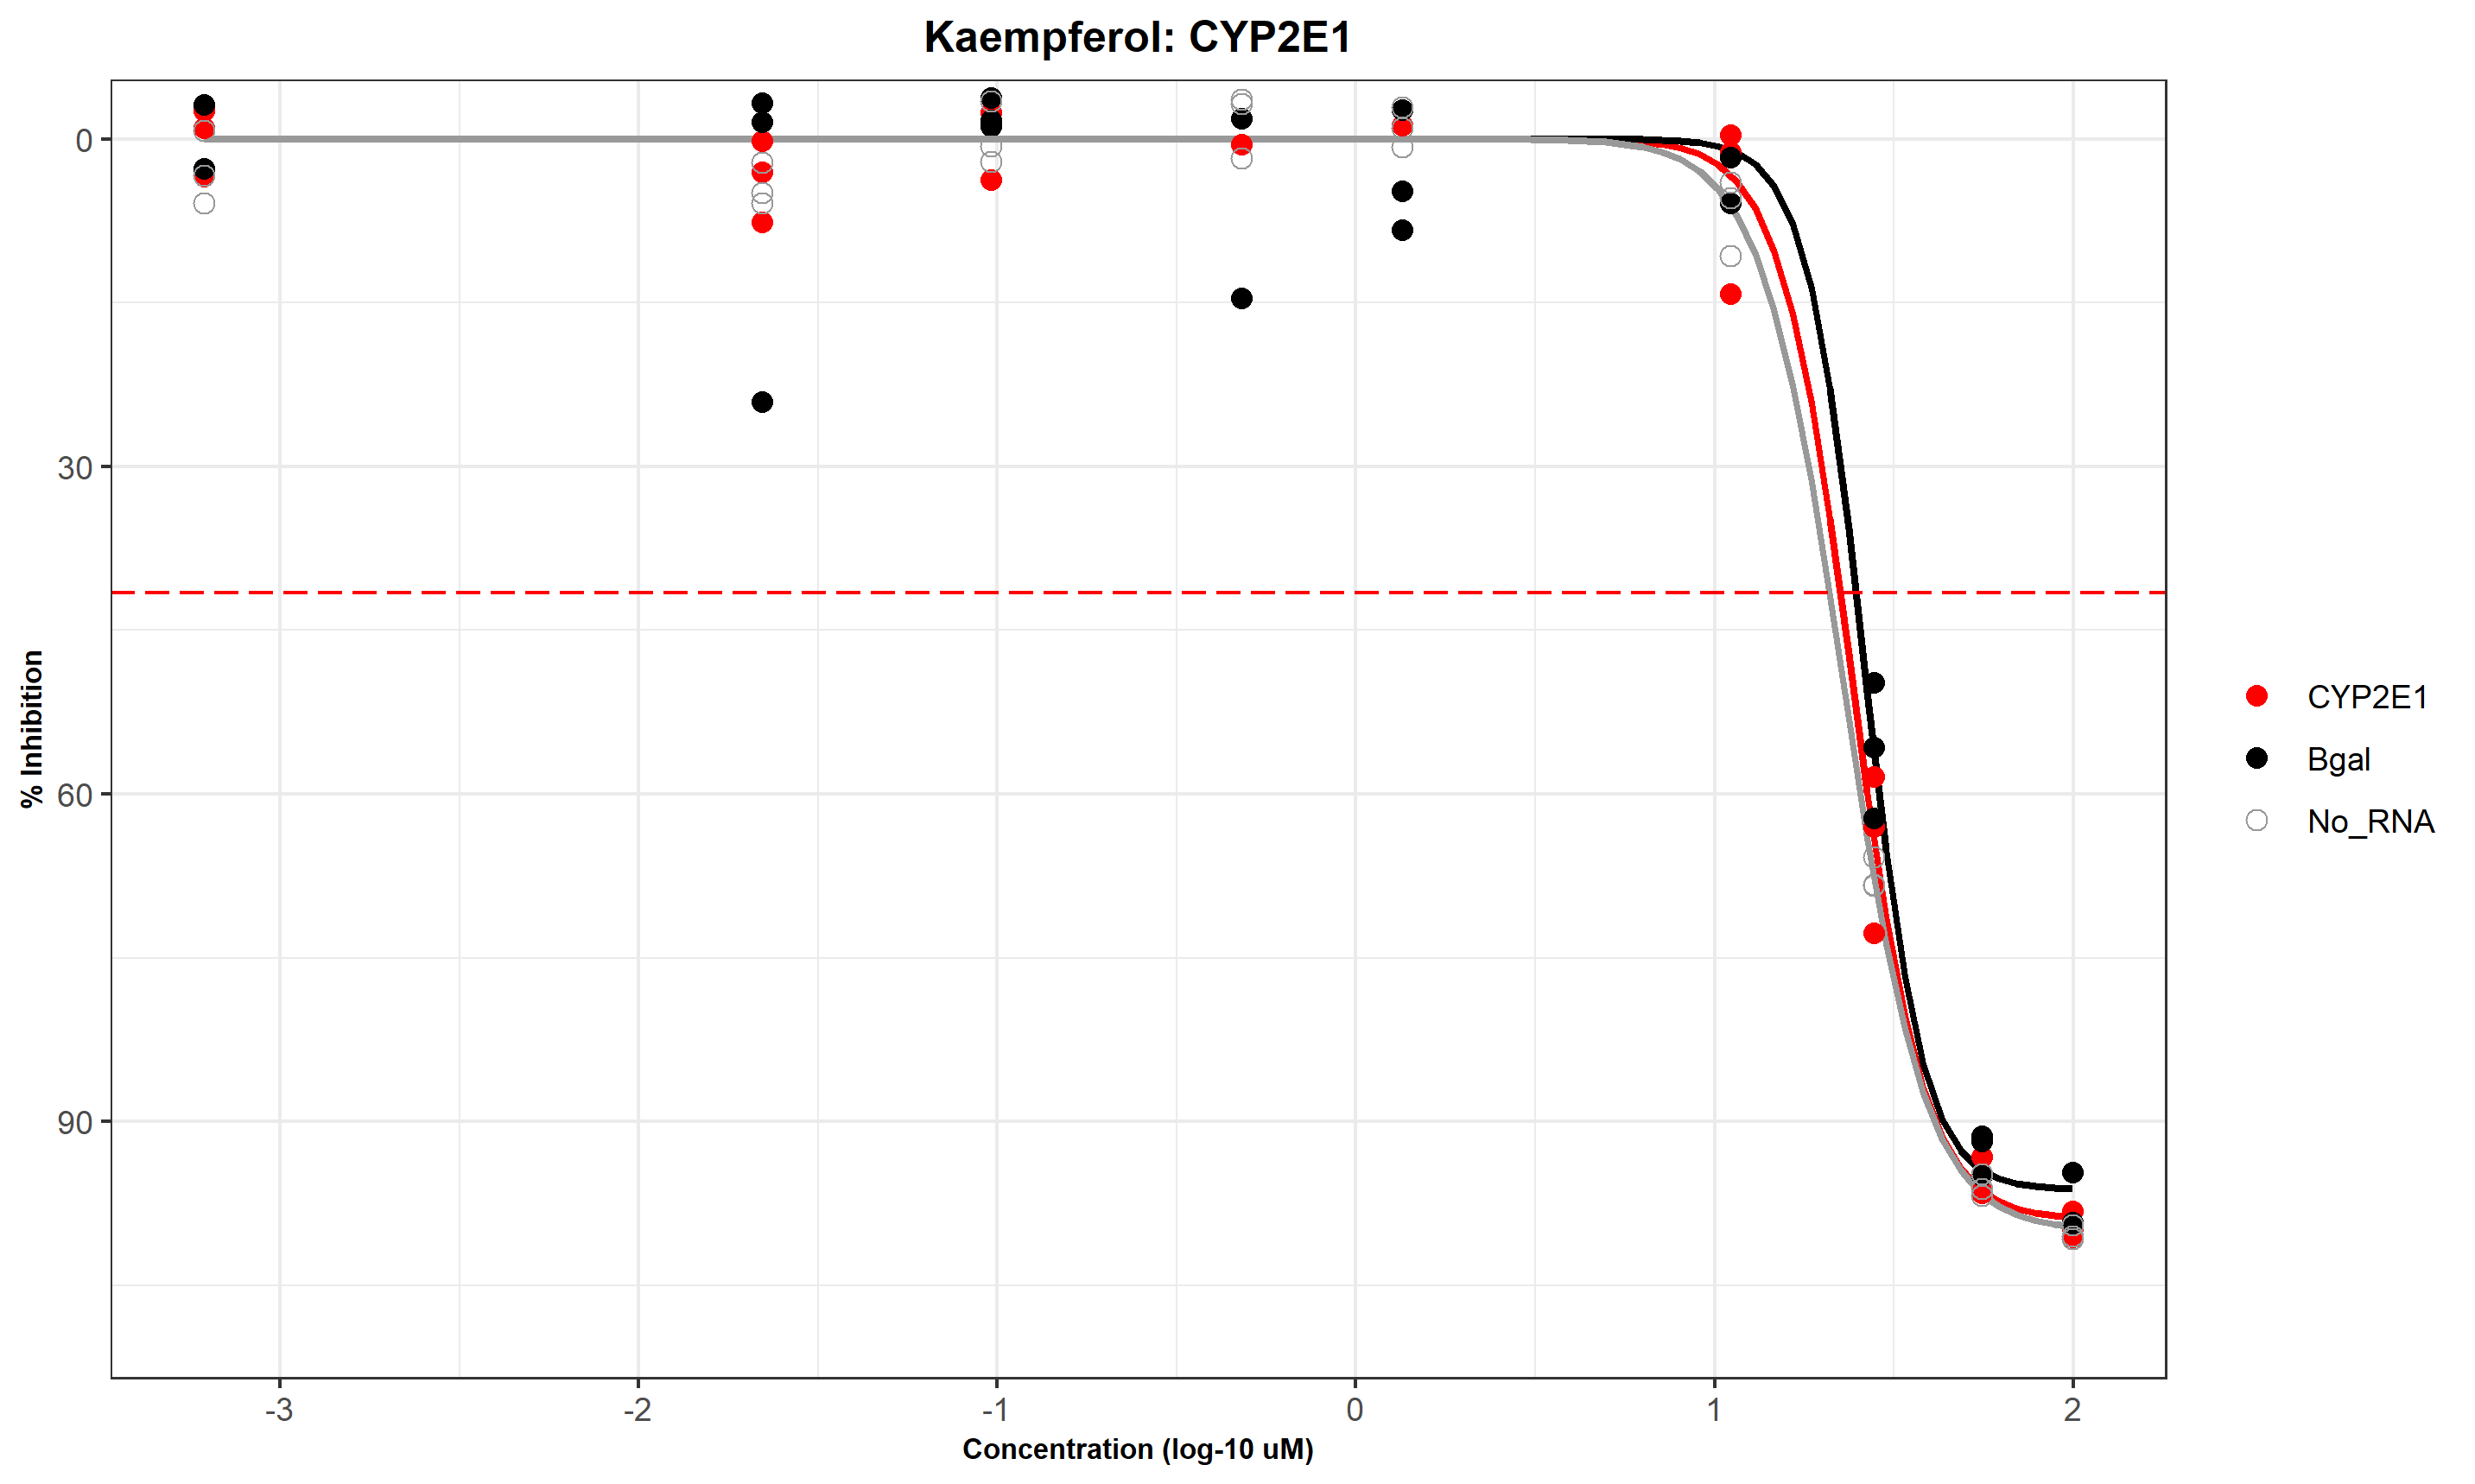 Kaempferol: CYP2E1
% Inhibition
0
30
60
90
-3
-2
-1
0
1
2
Concentration (log-10 uM)
CYP2E1
Bgal
No_RNA